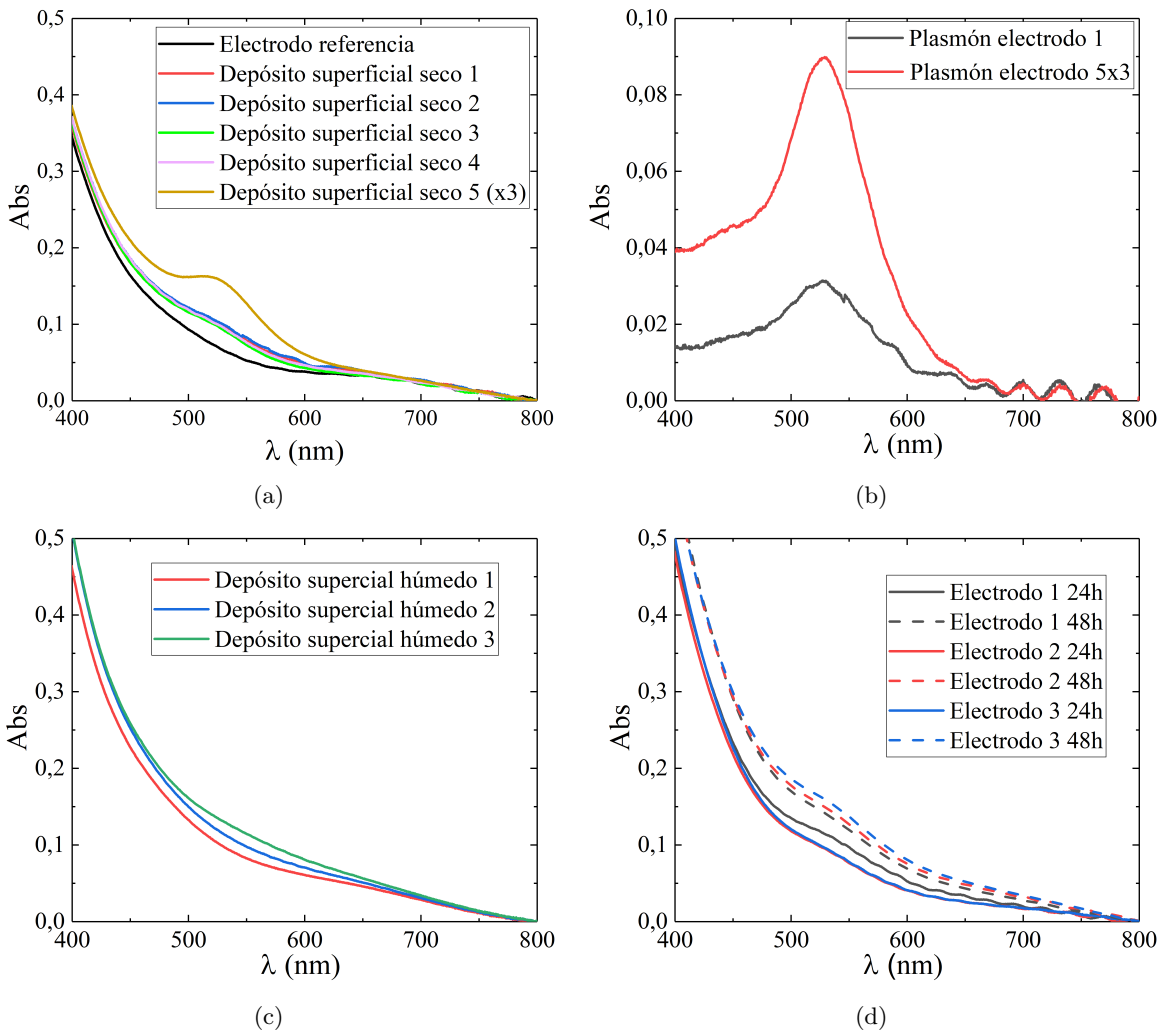 0,5
0,4
0,3
0,2
0,1
0,0
Abs
400 500 600 700 800
λ (nm)
Electrodo referencia
Depósito superficial seco 1
Depósito superficial seco 2
Depósito superficial seco 3
Depósito superficial seco 4
Depósito superficial seco 5 (x3)
(a)
0,10
0,08
0,06
0,04
0,02
0,00
Abs
400 500 600 700 800
λ (nm)
Plasmón electrodo 1
Plasmón electrodo 5x3
(b)
0,5
0,4
0,3
0,2
0,1
0,0
Abs
400 500 600 700 800
λ (nm)
Depósito supercial húmedo 1
Depósito supercial húmedo 2
Depósito supercial húmedo 3
(c)
0,5
0,4
0,3
0,2
0,1
0,0
Abs
400 500 600 700 800
λ (nm)
Electrodo 1 24h
Electrodo 1 48h
Electrodo 2 24h
Electrodo 2 48h
Electrodo 3 24h
Electrodo 3 48h
(d)